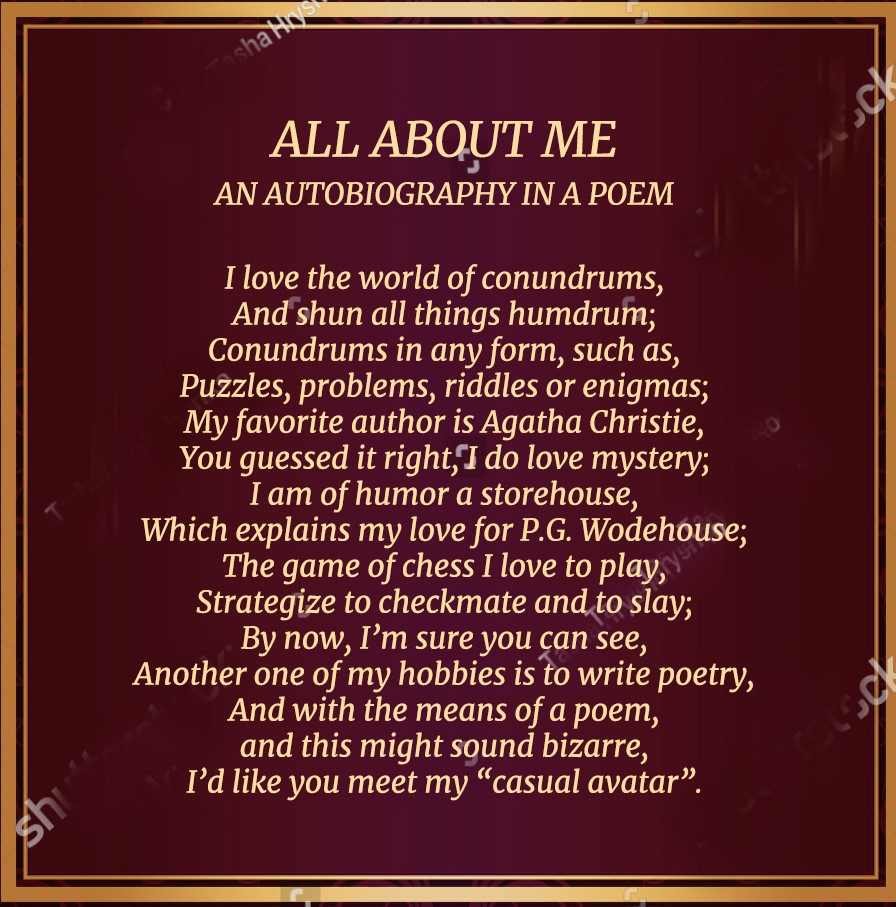 ALL ABOUT ME
AN AUTOBIOGRAPHY IN A POEM
I love the world of conundrums,
And shun all things humdrum;
Conundrums in any form, such as,
Puzzles, problems, riddles or enigmas;
My favorite author is Agatha Christie,
You guessed it right, I do love mystery;
I am of humor a storehouse,
Which explains my love for P.G. Wodehouse;
The game of chess I love to play,
Strategize to checkmate and to slay;
By now, I’m sure you can see,
Another one of my hobbies is to write poetry,
And with the means of a poem,
and this might sound bizarre,
I’d like you meet my “casual avatar”.